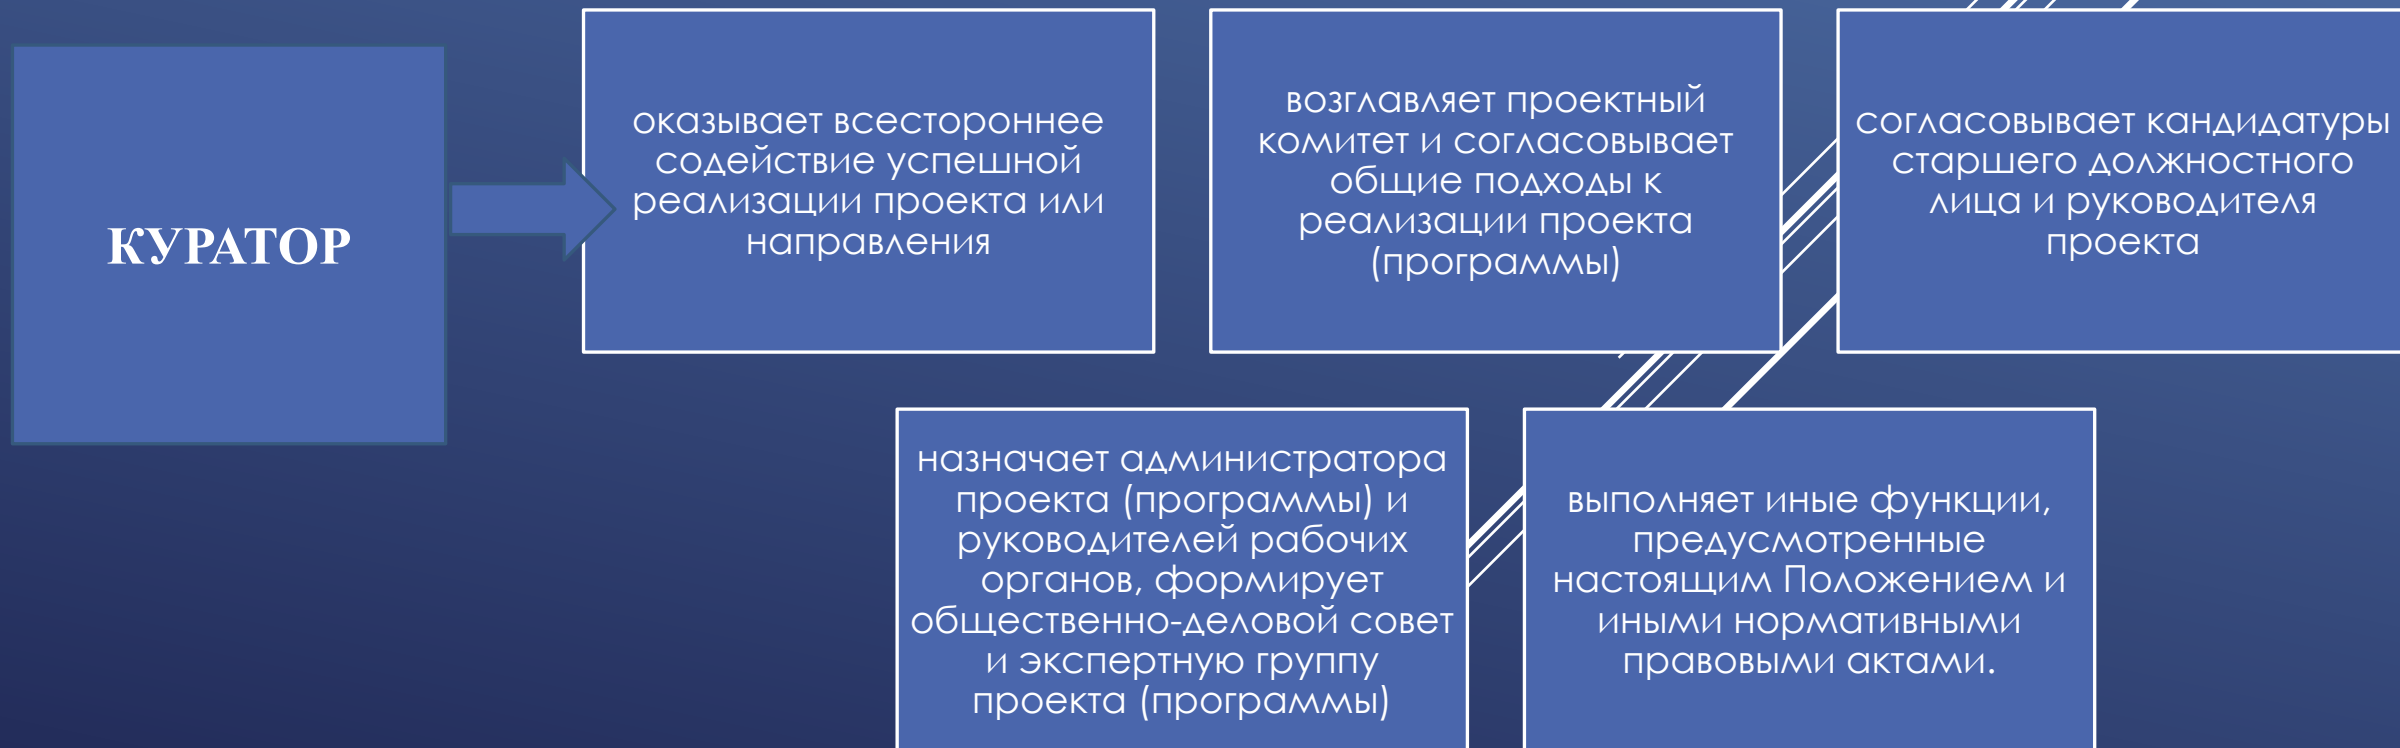 КУРАТОР
оказывает всестороннее
содействие успешной
реализации проекта или
направления
возглавляет проектный
комитет и согласовывает
общие подходы к
реализации проекта
(программы)
согласовывает кандидатуры
старшего должностного
лица и руководителя
проекта
назначает администратора
проекта (программы) и
руководителей рабочих
органов, формирует
общественно-деловой совет
и экспертную группу
проекта (программы)
выполняет иные функции,
предусмотренные
настоящим Положением и
иными нормативными
правовыми актами.